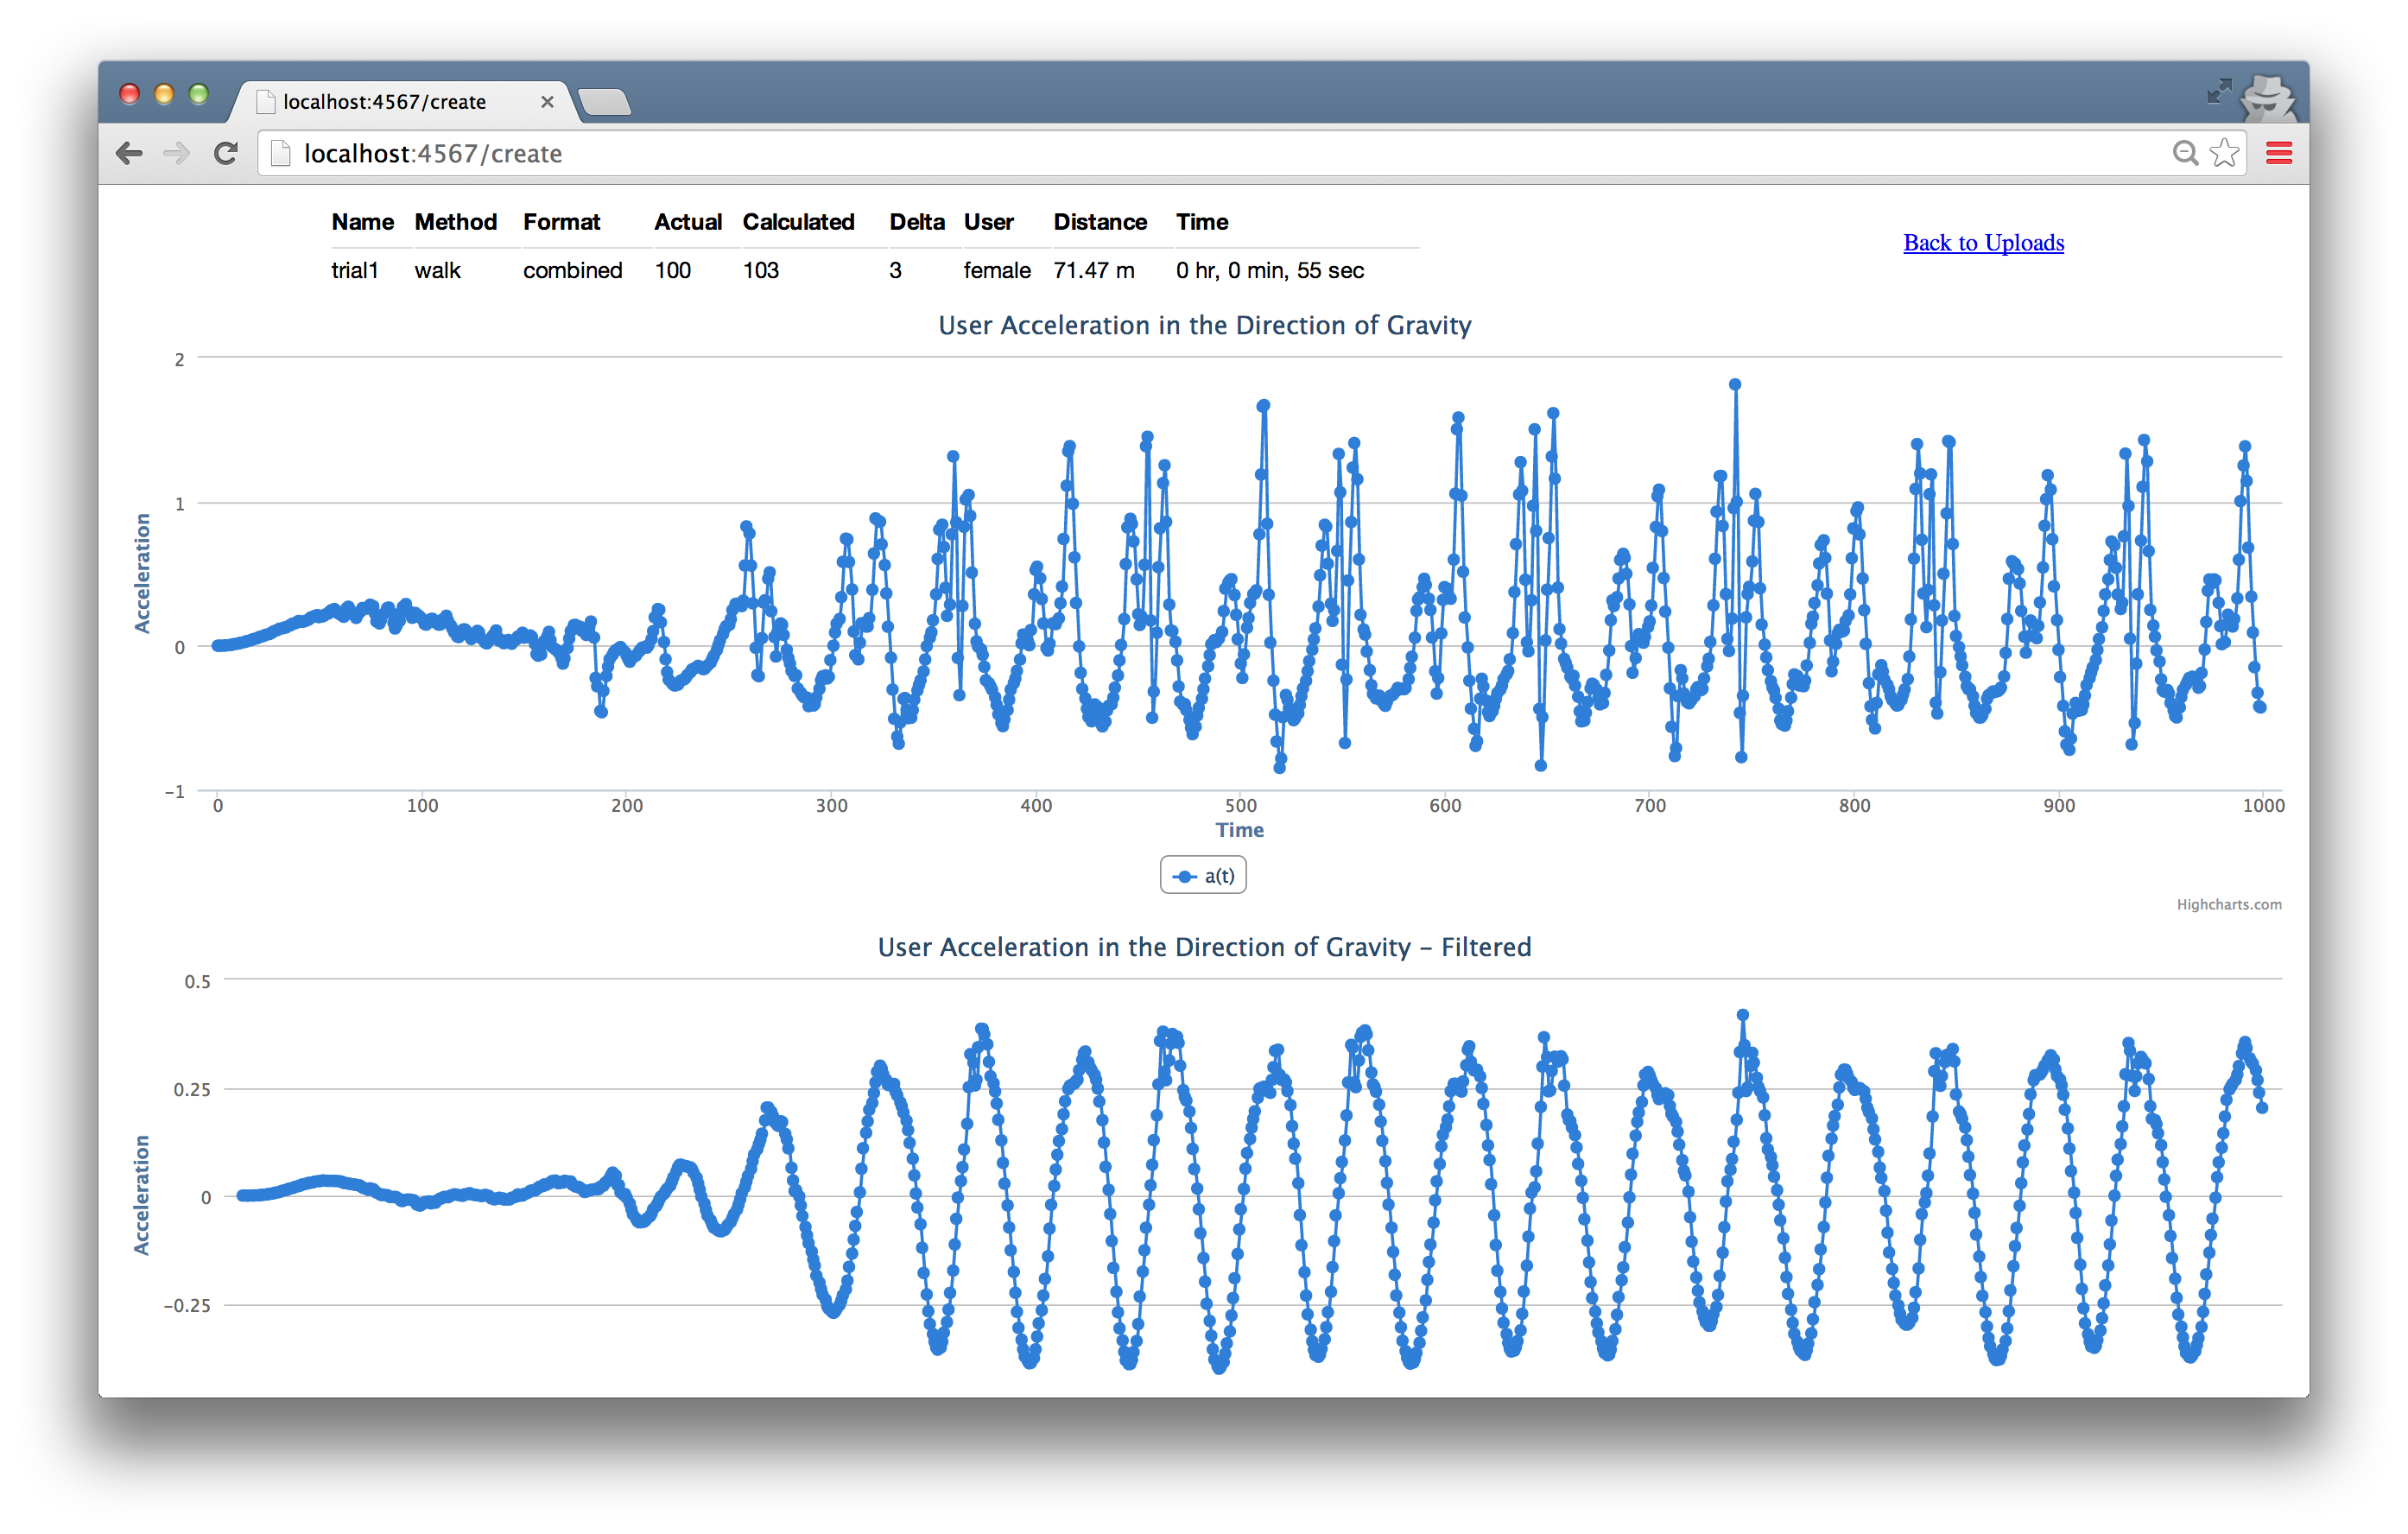 localhost:4567/create
localhost:4567/create
Name Method Format Actual Calculated Delta User Distance Time
trial1 walk combined 100 103 3 female 71.47 m 0 hr, 0 min, 55 sec
Back to Uploads
User Acceleration in the Direction of Gravity
2
1
0
-1
Acceleration
0 100 200 300 400 500 600 700 800 900 1000
Time
a(t)
Highcharts.com
User Acceleration in the Direction of Gravity - Filtered
0.5
0.25
0
-0.25
Acceleration